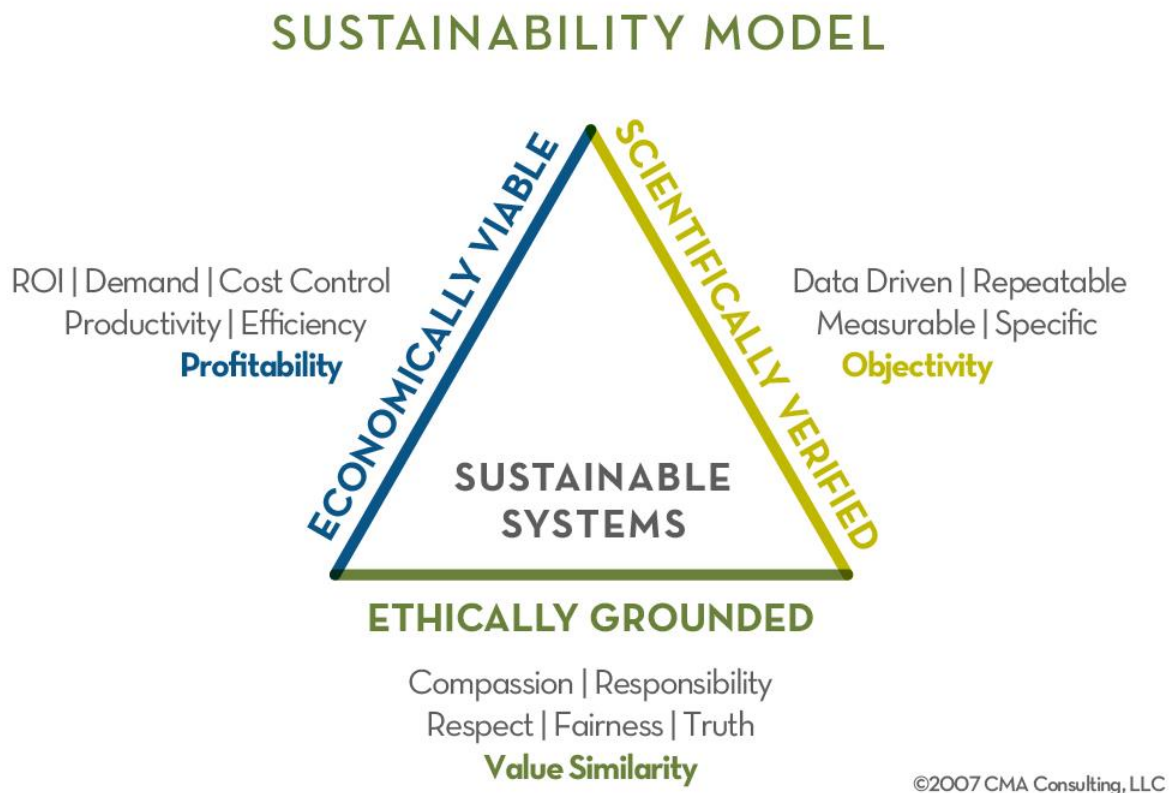 SUSTAINABILITY MODEL
ECONOMICALLY VIABLE
SCIENTIFICALLY VERIFIED
ROI | Demand | Cost Control
Productivity | Efficiency
Profitability
Data Driven | Repeatable
Measurable | Specific
Objectivity
SUSTAINABLE
SYSTEMS
ETHICALLY GROUNDED
Compassion | Responsibility
Respect | Fairness | Truth
Value Similarity
©2007 CMA Consulting, LLC